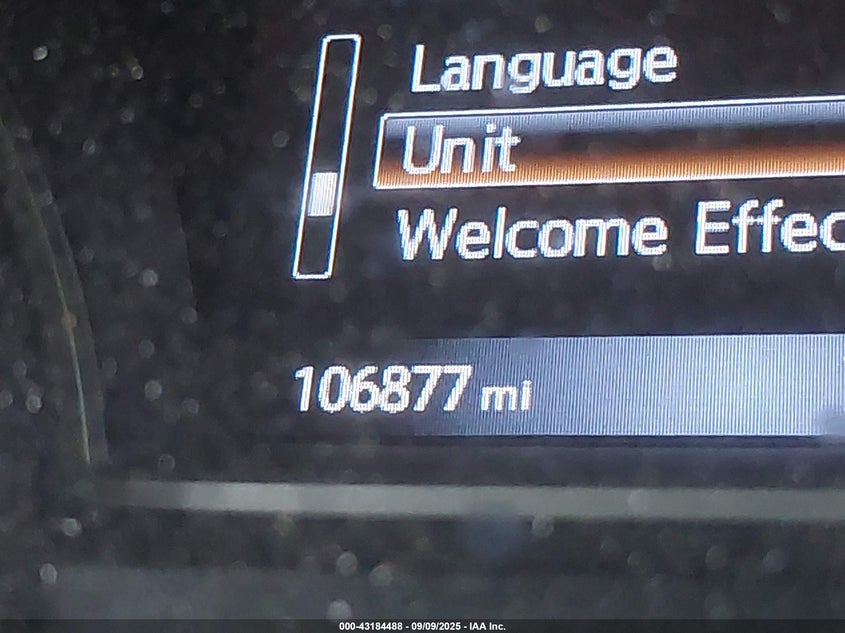 Language
Unit
Welcome Effec
106877 mi
000-43184488 - 09/09/2025 - IAA Inc.